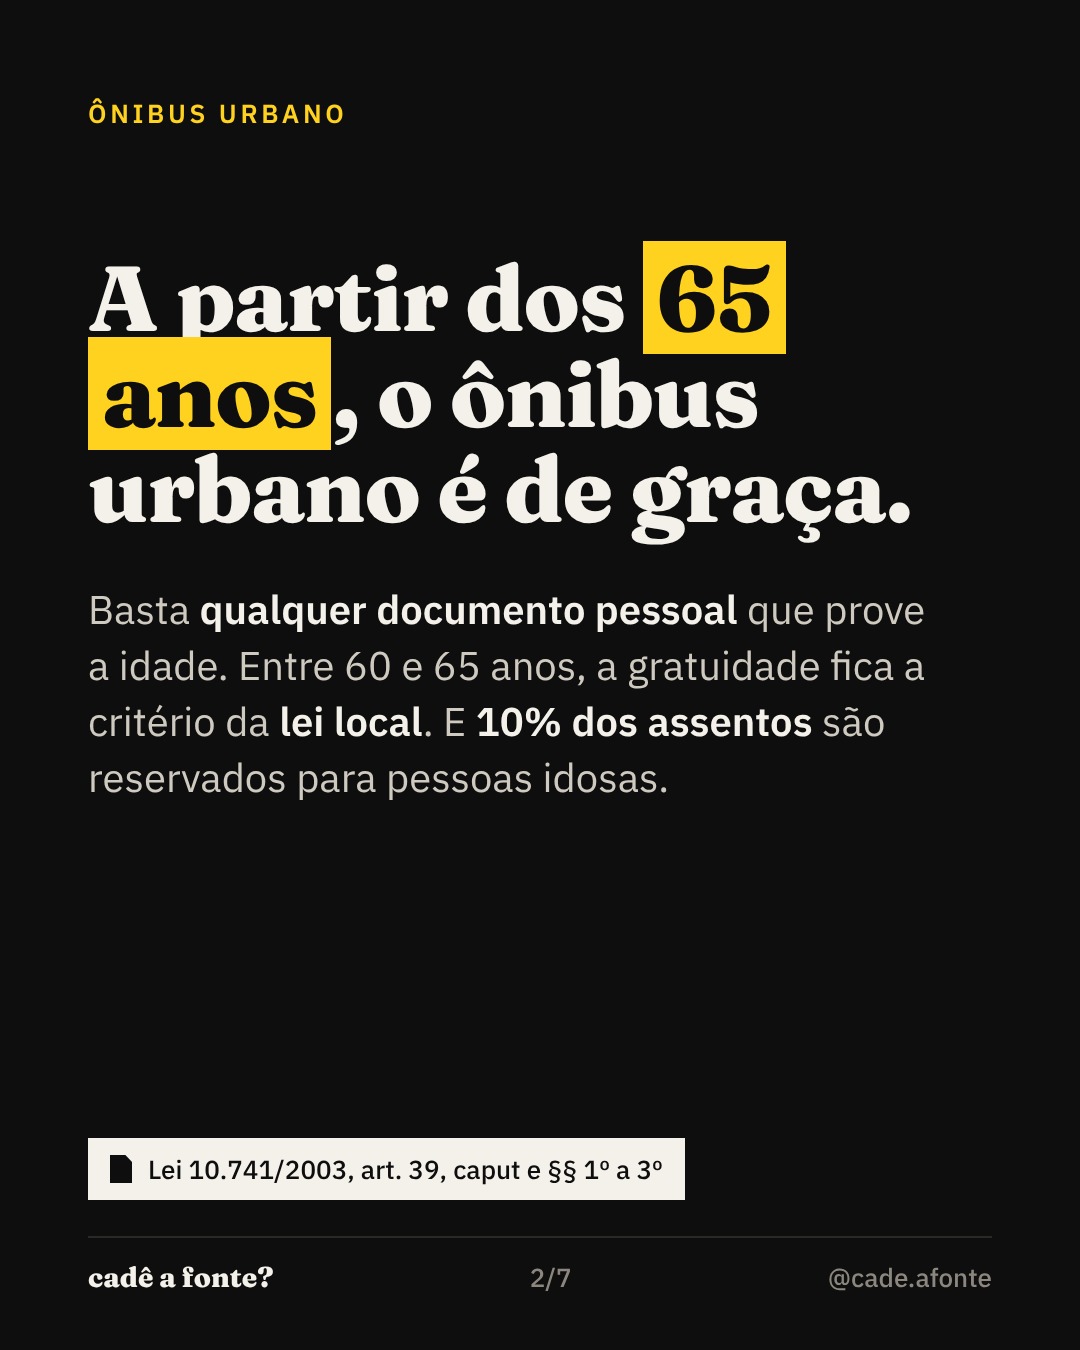 ÔNIBUS URBANO
A partir dos 65
anos, o ônibus
urbano é de graça.
Basta qualquer documento pessoal que prove
a idade. Entre 60 e 65 anos, a gratuidade fica a
critério da lei local. E 10% dos assentos são
reservados para pessoas idosas.
Lei 10.741/2003, art. 39, caput e §§ 1º a 3º
cadê a fonte?
2/7
@cade.afonte